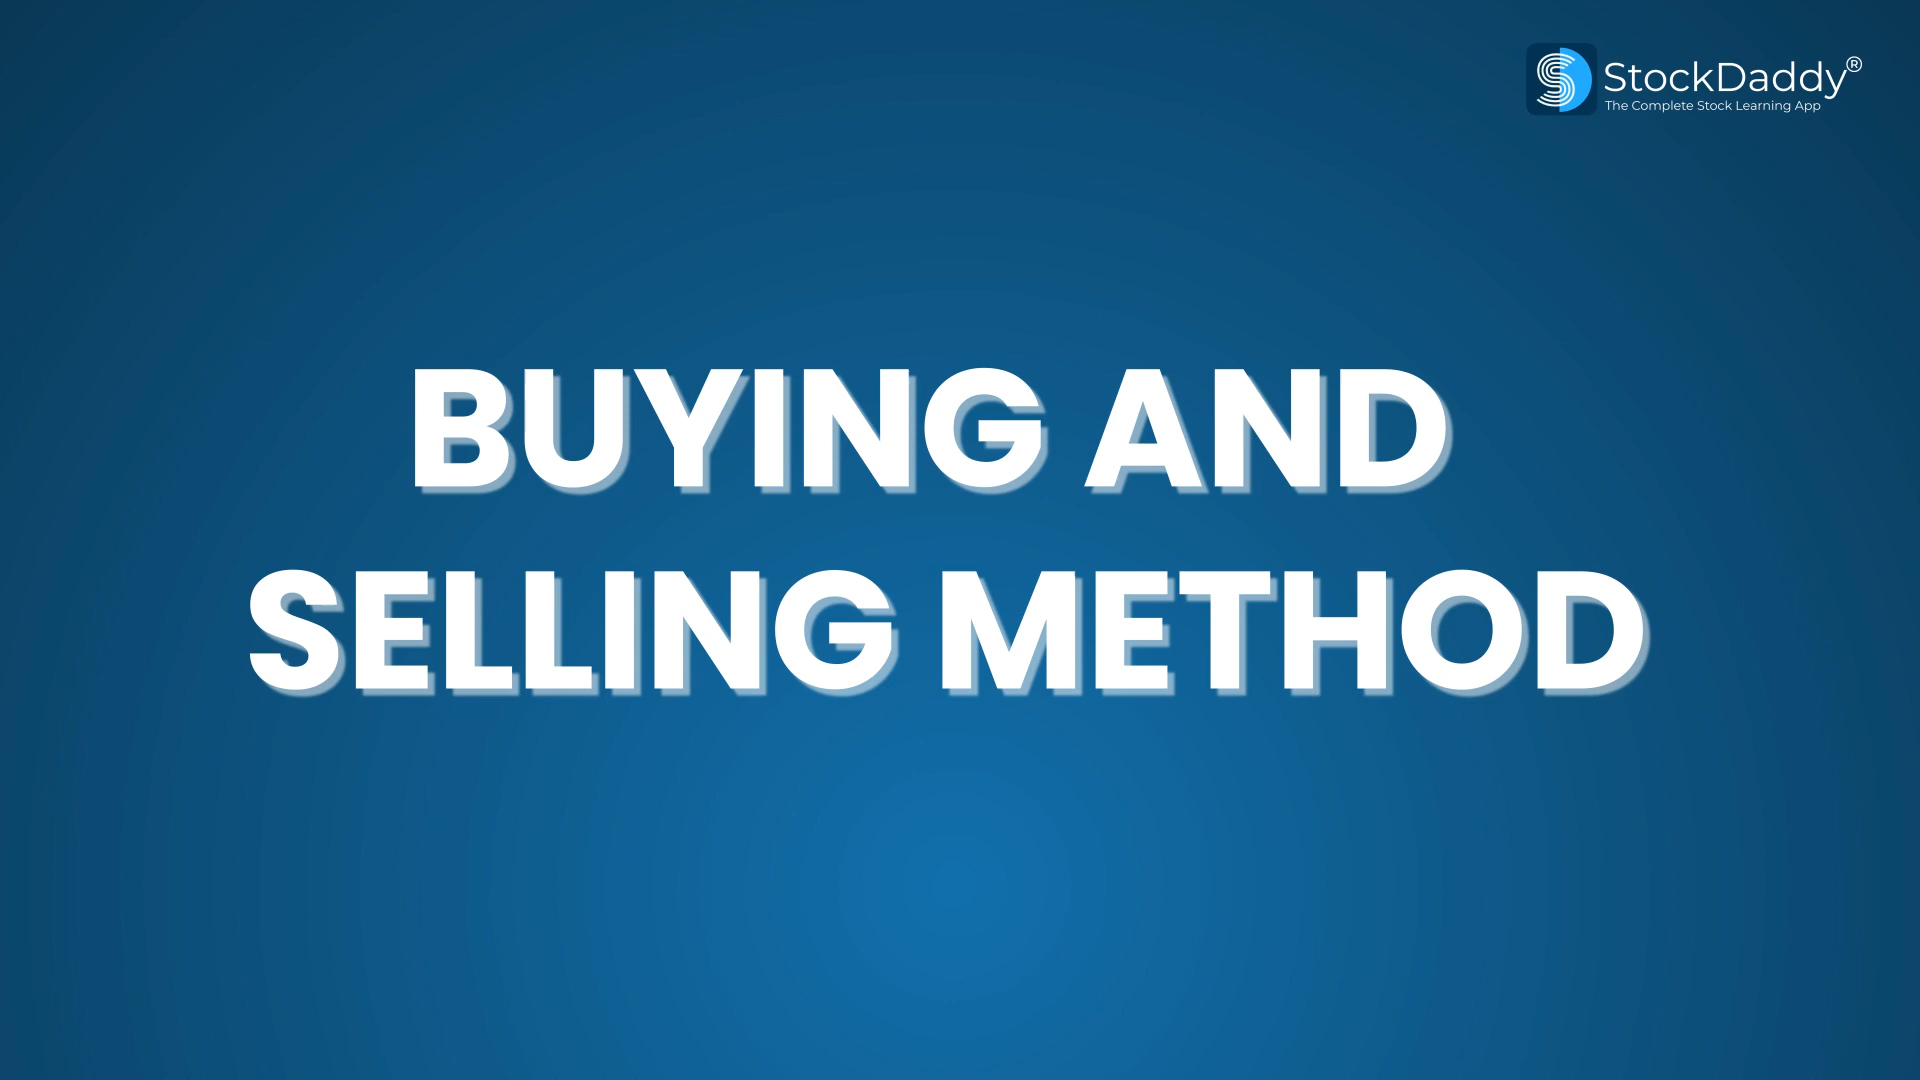 StockDaddy®
The Complete Stock Learning App
BUYING AND
SELLING METHOD